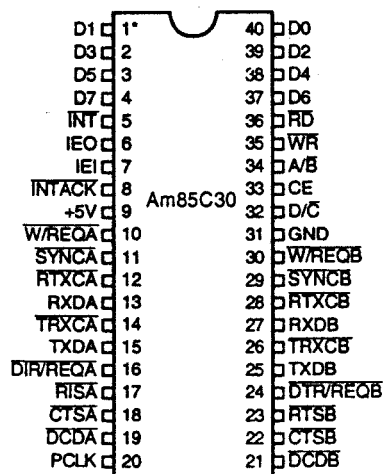 D1 1* 40 D0
D3 2 39 D2
D5 3 38 D4
D7 4 37 D6
INT 5 36 RD
IEO 6 35 WR
IEI 7 34 A/B
INTACK 8 33 CE
Am85C30
+5V 9 32 D/C
W/REQA 10 31 GND
SYNCA 11 30 W/REQB
RTXCA 12 29 SYNCB
RXDA 13 28 RTXCB
TRXCA 14 27 RXDB
TXDA 15 26 TRXCB
DIR/REQA 16 25 TXDB
RISA 17 24 DTR/REQB
CTSA 18 23 RTSB
DCDA 19 22 CTSB
PCLK 20 21 DCDB